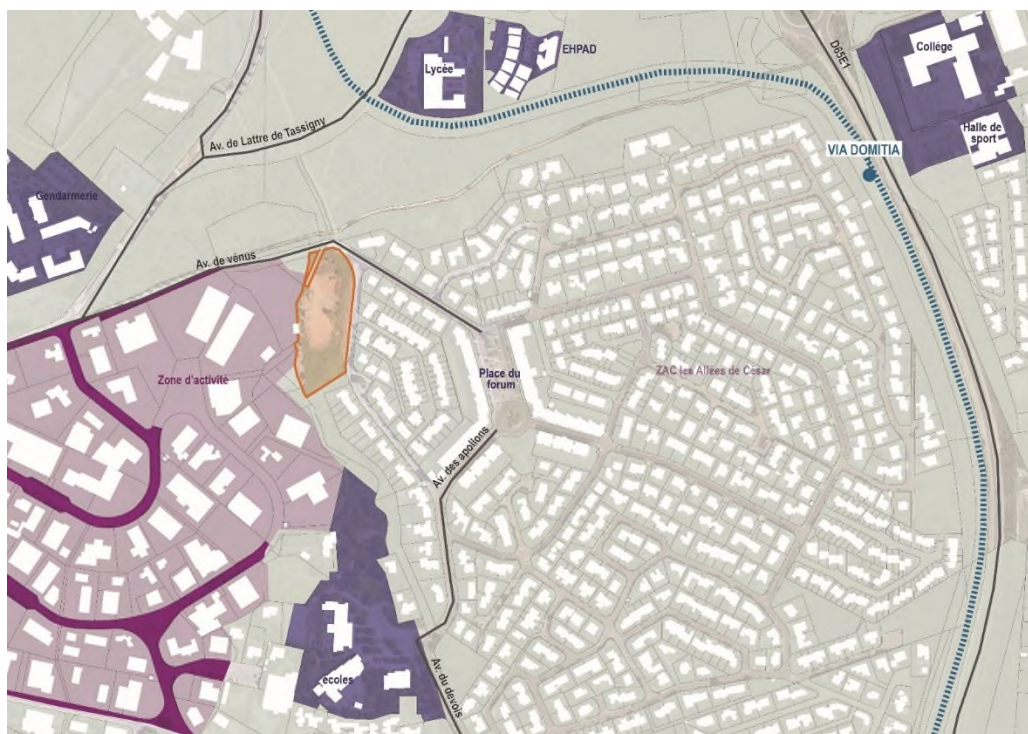 EHPAD
Lycée
D65E1
Collège
Halle de
sport
Av. de Lattre de Tassigny
VIA DOMITIA
Gendarmerie
Av. de vénus
Zone d'activité
Place du
forum
ZAC les Allées de César
Av. des apollons
ecoles
Av. du devois